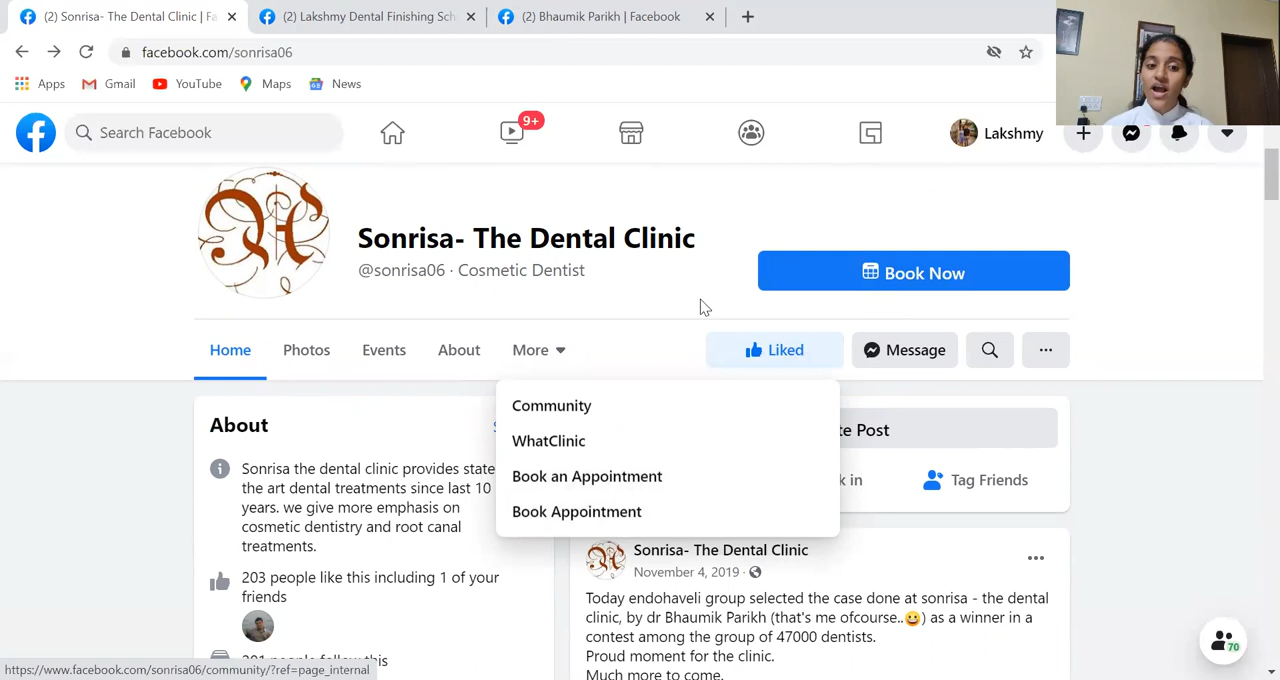 (2) Sonrisa- The Dental Clinic | Fa
(2) Lakshmy Dental Finishing Sch
(2) Bhaumik Parikh | Facebook
facebook.com/sonrisa06
Apps
Gmail
YouTube
Maps
News
Search Facebook
9+
Lakshmy
Sonrisa- The Dental Clinic
@sonrisa06 · Cosmetic Dentist
Book Now
Home
Photos
Events
About
More
Liked
Message
Community
WhatClinic
Book an Appointment
Book Appointment
About
Sonrisa the dental clinic provides state
the art dental treatments since last 10
years. we give more emphasis on
cosmetic dentistry and root canal
treatments.
203 people like this including 1 of your
friends
201 people follow this
te Post
k in
Tag Friends
Sonrisa- The Dental Clinic
November 4, 2019 ·
Today endohaveli group selected the case done at sonrisa - the dental
clinic, by dr Bhaumik Parikh (that's me ofcourse..😀) as a winner in a
contest among the group of 47000 dentists.
Proud moment for the clinic.
Much more to come.
70
https://www.facebook.com/sonrisa06/community/?ref=page_internal